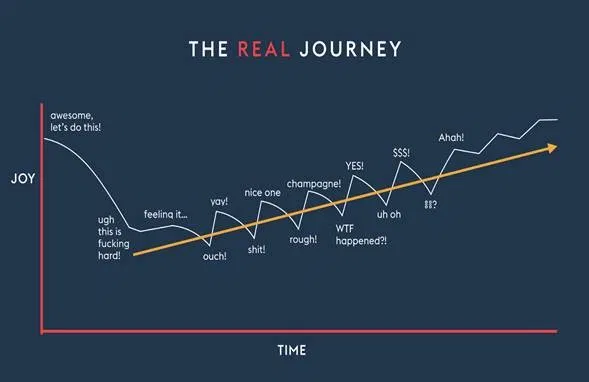 THE REAL JOURNEY
awesome,
let's do this!
JOY
ugh
this is
fucking
hard!
feeling it...
ouch!
yay!
shit!
nice one
rough!
champagne!
WTF
happened?!
YES!
uh oh
$$$!
Ahah!
TIME